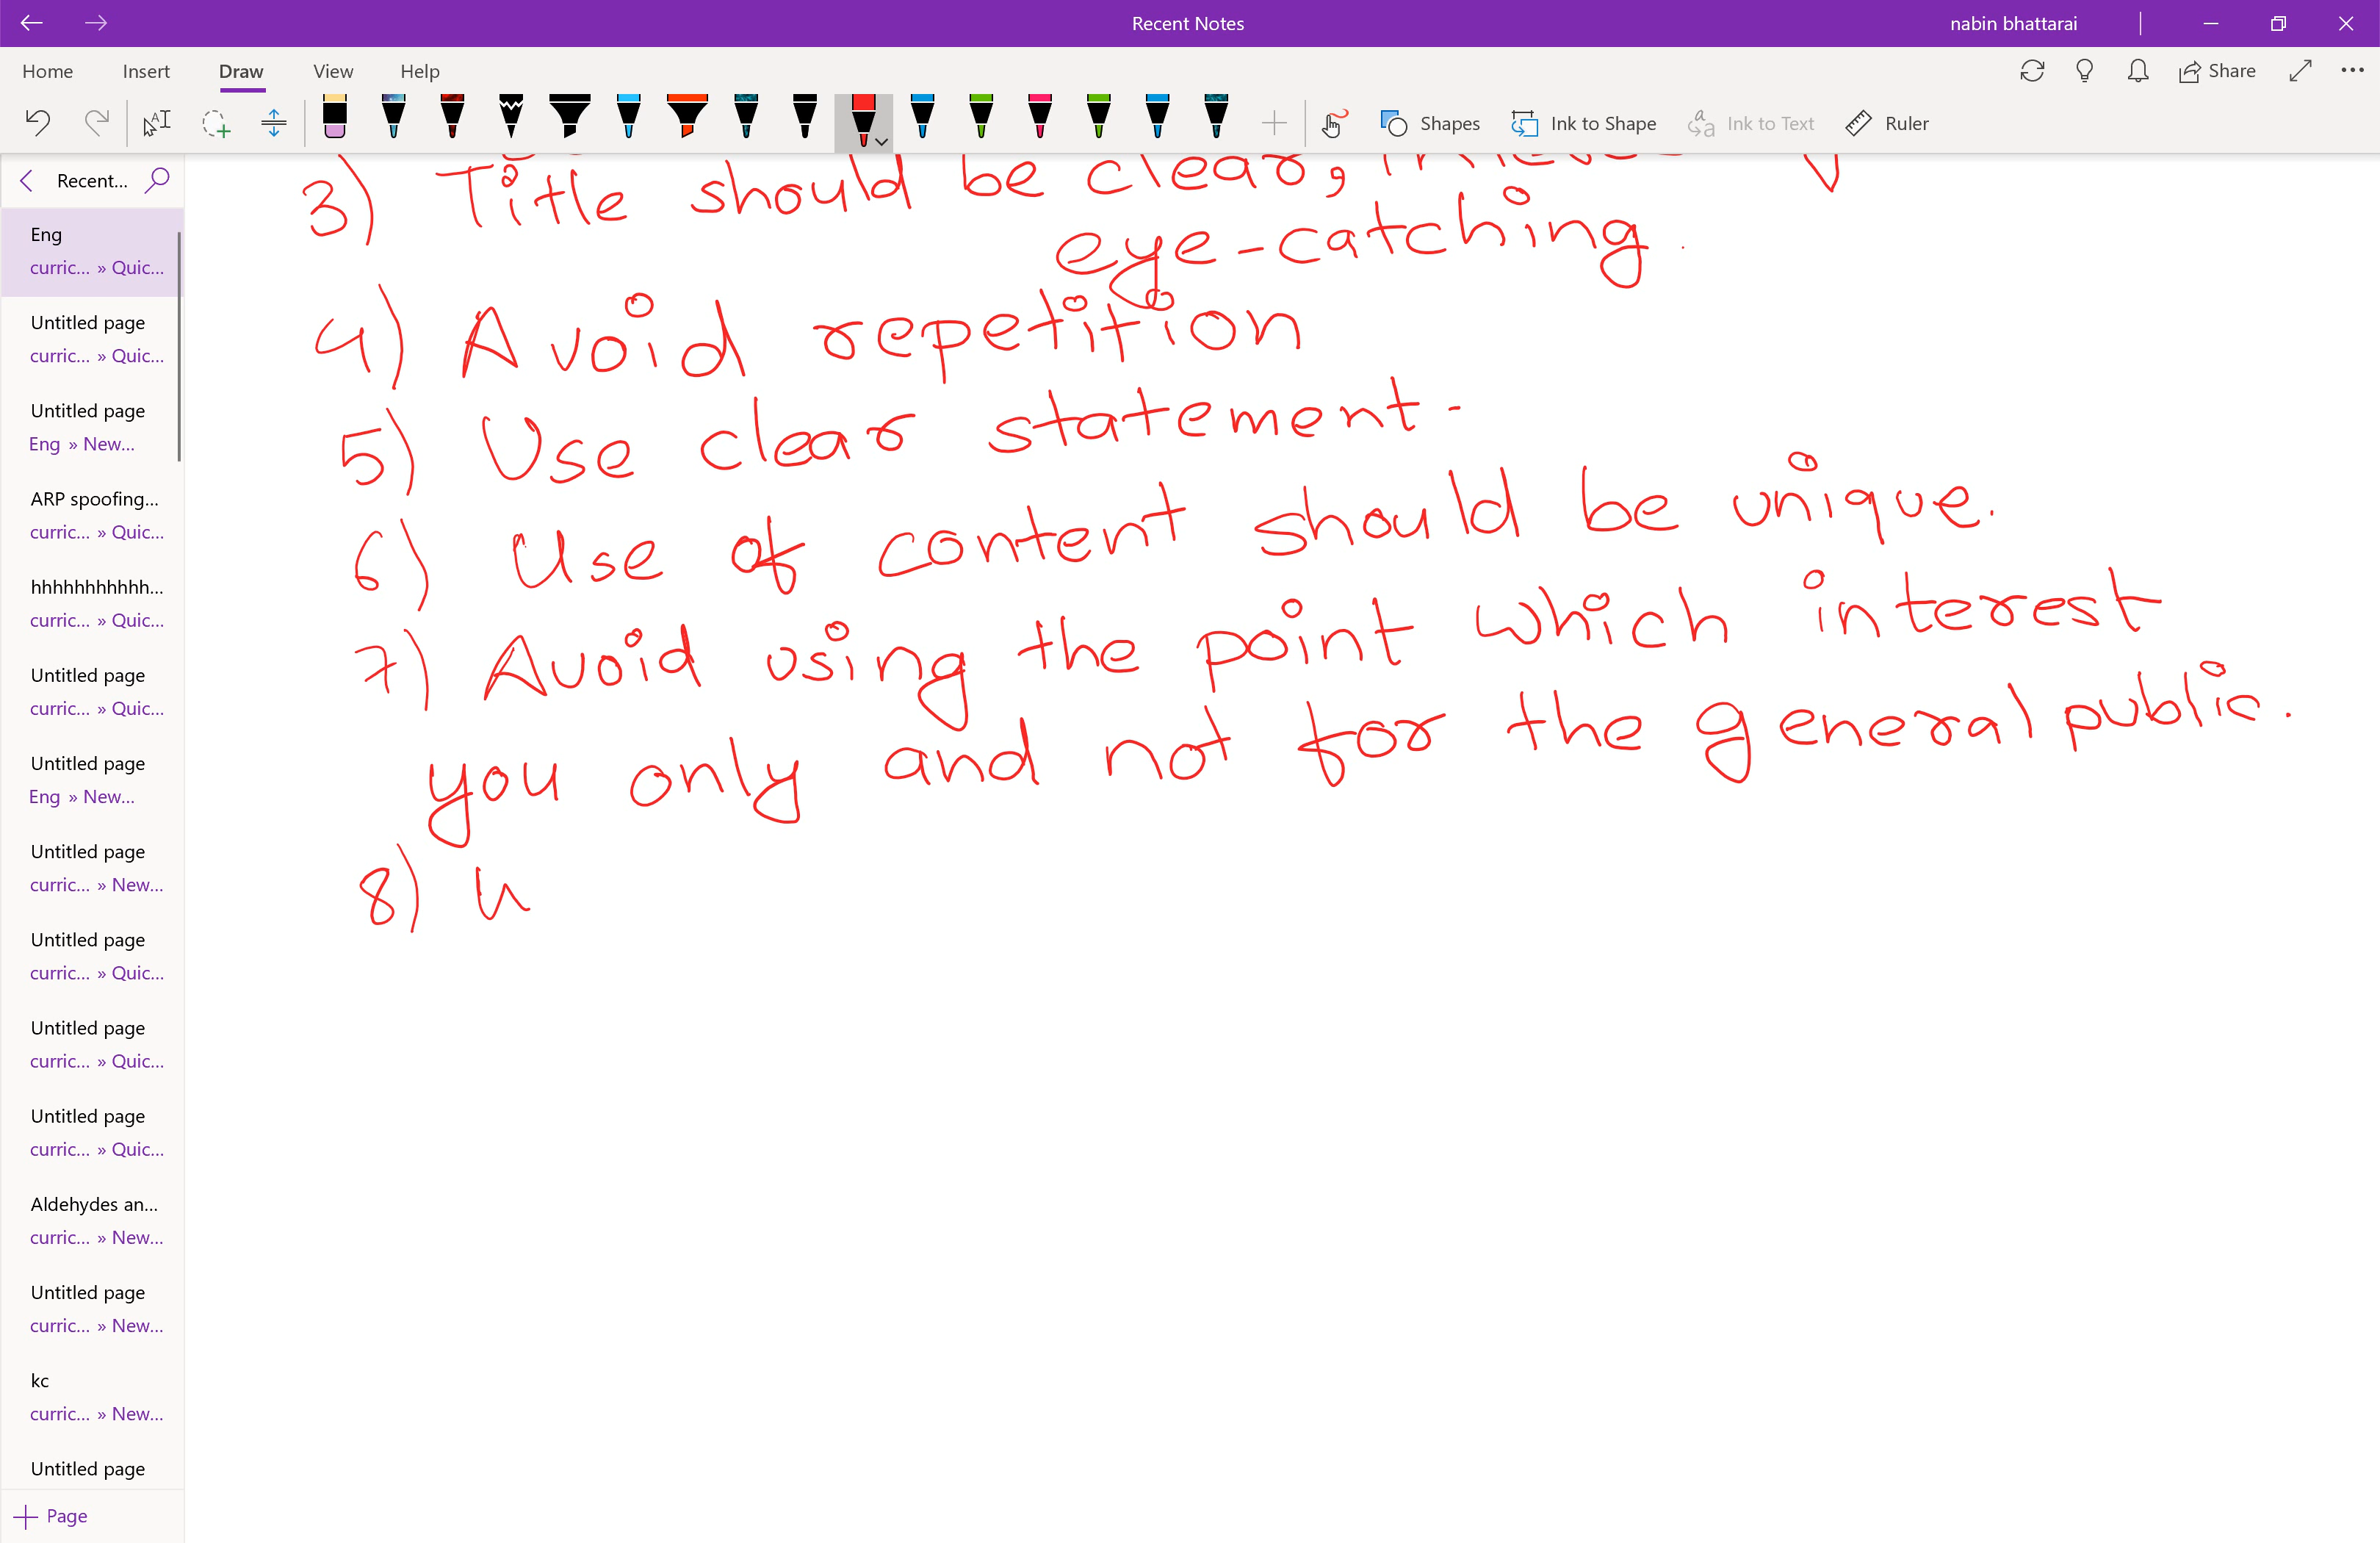 Recent Notes
nabin bhattarai
Home Insert Draw View Help
Share
Shapes Ink to Shape Ink to Text Ruler
Recent...
Eng
curric... » Quic...
Untitled page
curric... » Quic...
Untitled page
Eng » New...
ARP spoofing...
curric... » Quic...
hhhhhhhhhhh...
curric... » Quic...
Untitled page
curric... » Quic...
Untitled page
Eng » New...
Untitled page
curric... » New...
Untitled page
curric... » Quic...
Untitled page
curric... » Quic...
Untitled page
curric... » Quic...
Aldehydes an...
curric... » New...
Untitled page
curric... » New...
kc
curric... » New...
Untitled page
Page
3) Title should be clear,
eye-catching.
4) Avoid repetition
5) Use clear statement.
6) Use of content should be unique.
7) Avoid using the point which interest
you only and not for the general public.
8) U